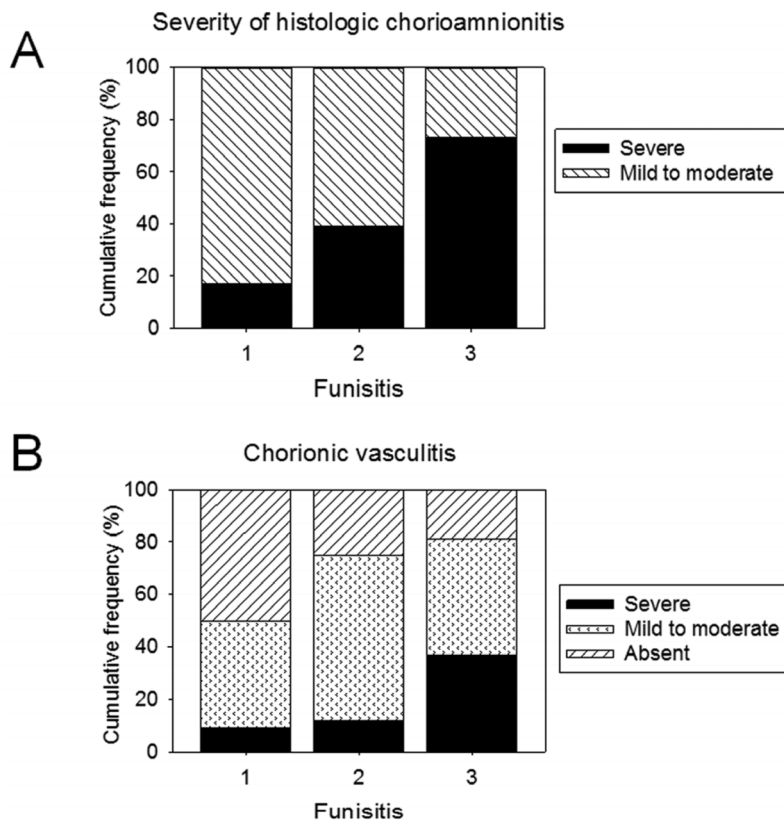 A
Severity of histologic chorioamnionitis
Cumulative frequency (%)
100
80
60
40
20
0
1 2 3
Funisitis
Severe
Mild to moderate
B
Chorionic vasculitis
Cumulative frequency (%)
100
80
60
40
20
0
1 2 3
Funisitis
Severe
Mild to moderate
Absent